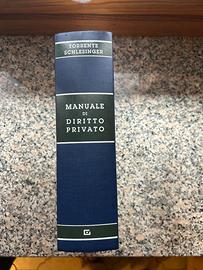 TORRENTE
SCHLESINGER
MANUALE
DI
DIRITTO
PRIVATO